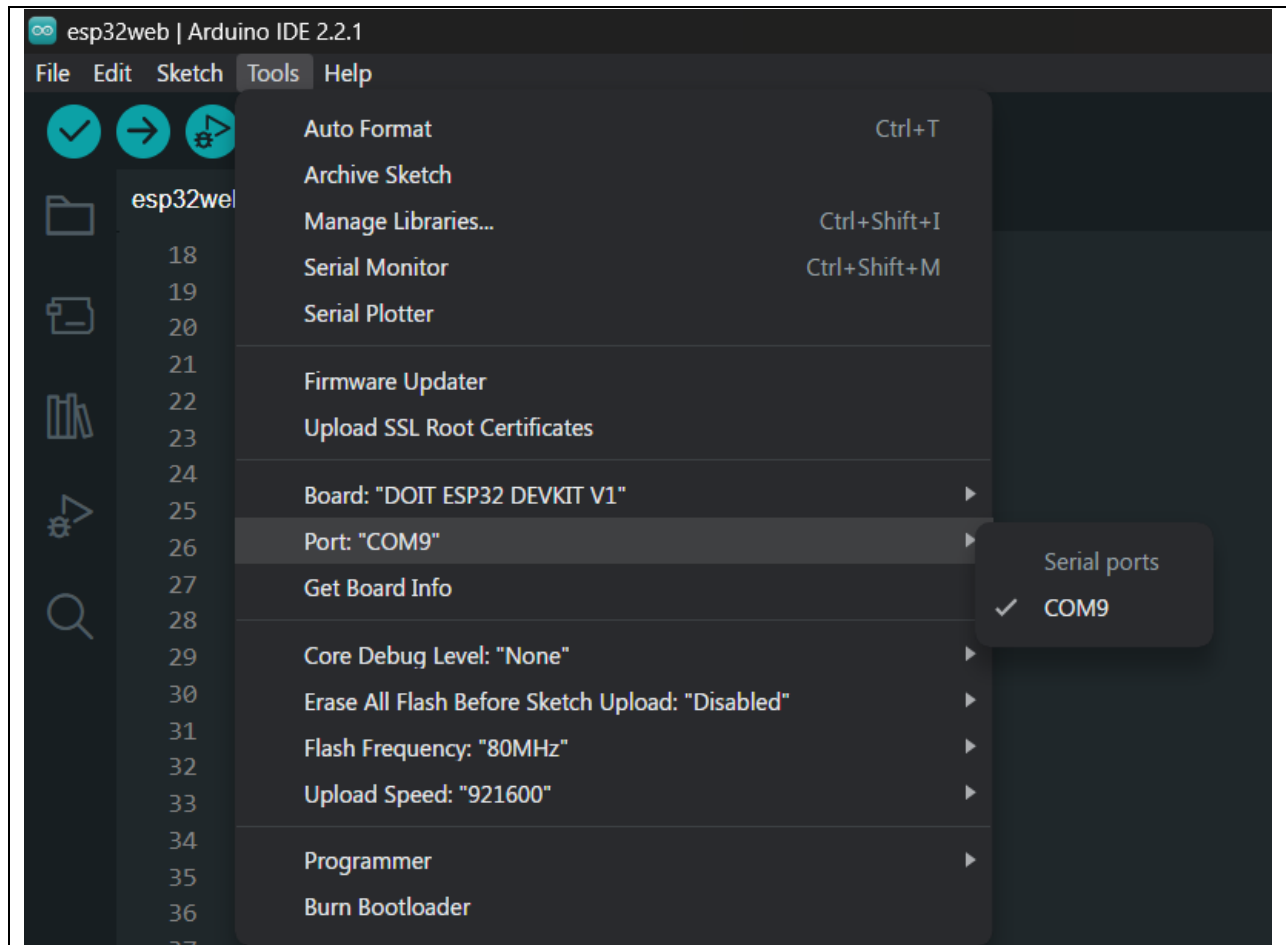 esp32web | Arduino IDE 2.2.1
File Edit Sketch Tools Help
Auto Format Ctrl+T
Archive Sketch
Manage Libraries... Ctrl+Shift+I
Serial Monitor Ctrl+Shift+M
Serial Plotter
Firmware Updater
Upload SSL Root Certificates
Board: "DOIT ESP32 DEVKIT V1"
Port: "COM9"
Get Board Info
Core Debug Level: "None"
Erase All Flash Before Sketch Upload: "Disabled"
Flash Frequency: "80MHz"
Upload Speed: "921600"
Programmer
Burn Bootloader
Serial ports
COM9
esp32we
18
19
20
21
22
23
24
25
26
27
28
29
30
31
32
33
34
35
36